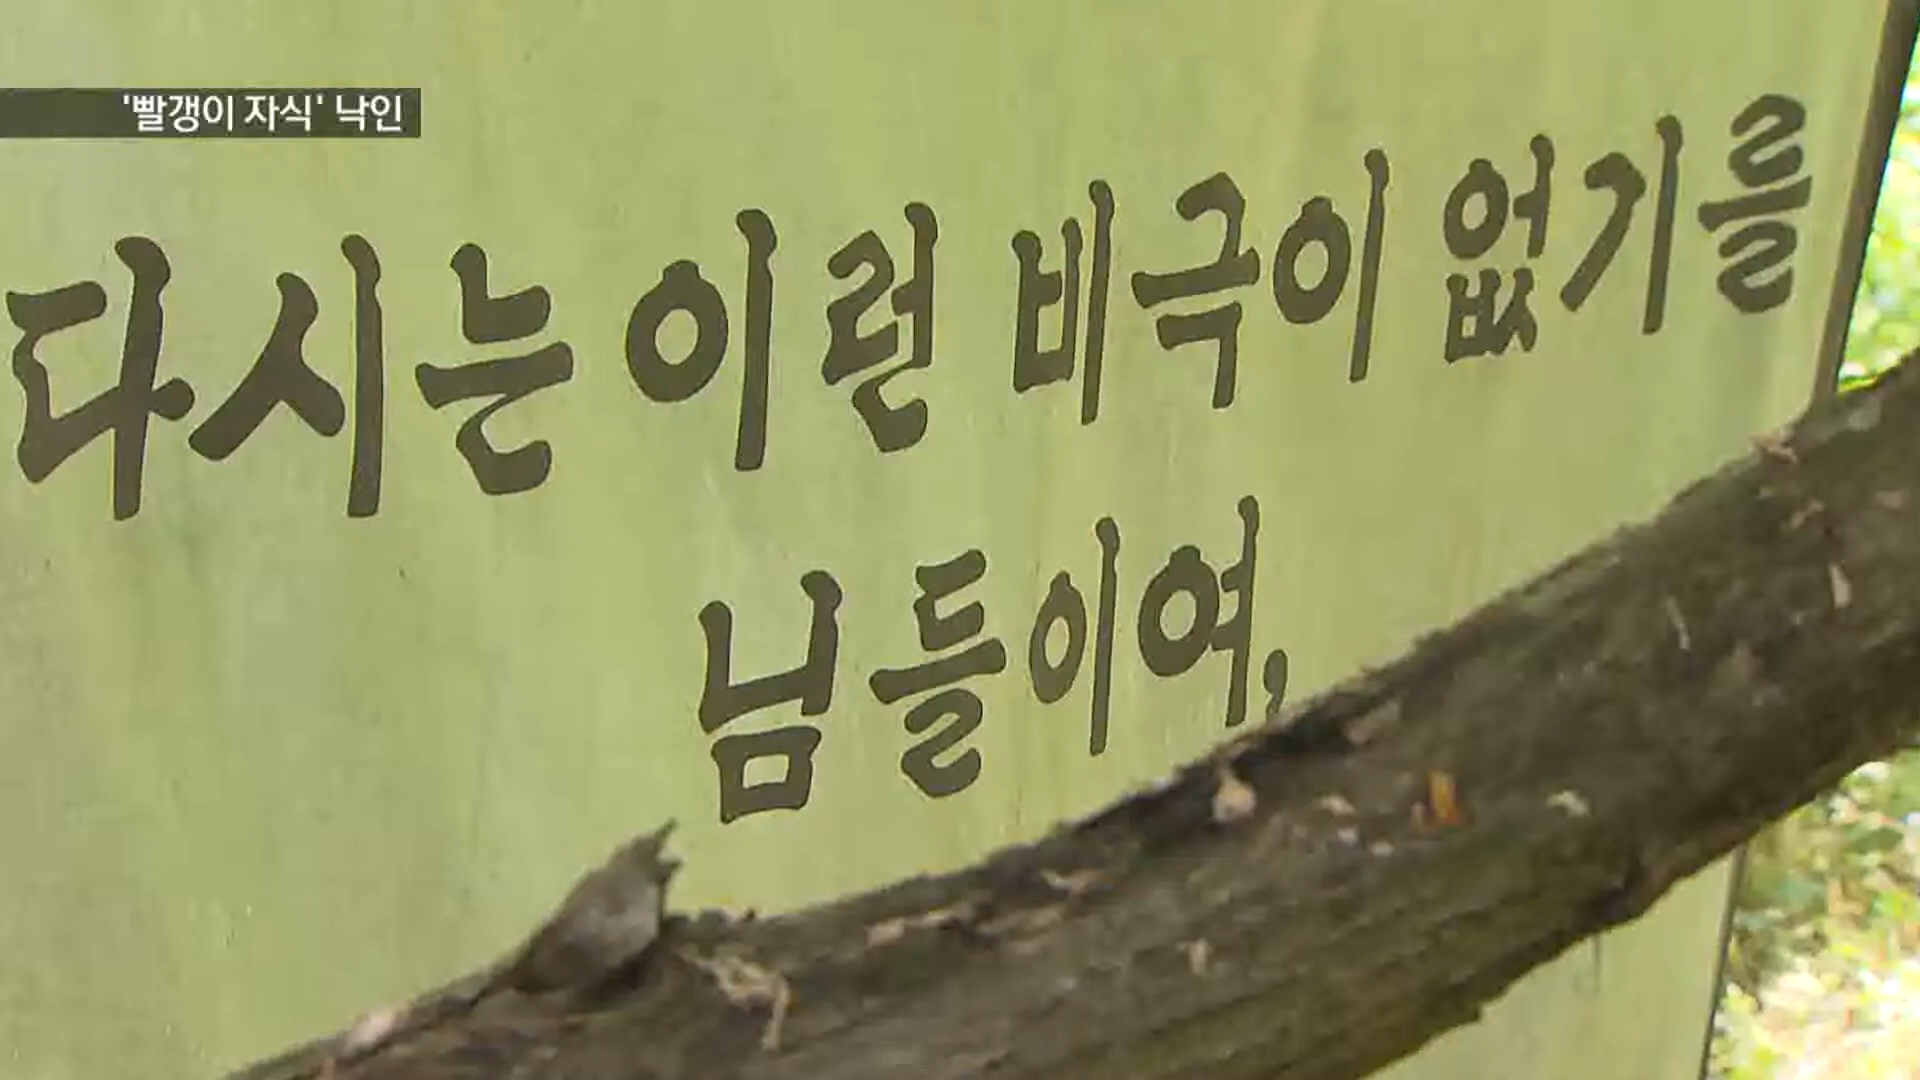 '빨갱이 자식' 낙인
다시는 이런 비극이 없기를
님들이여,